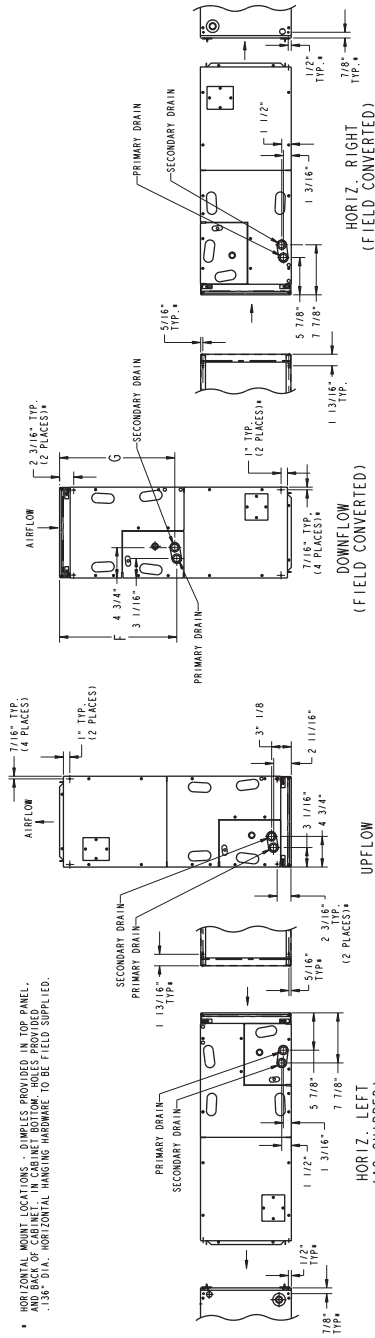 * HORIZONTAL MOUNT LOCATIONS - DIMPLES PROVIDED IN TOP PANEL,
AND BACK OF CABINET. IN CABINET BOTTOM, HOLES PROVIDED
.136" DIA. HORIZONTAL HANGING HARDWARE TO BE FIELD SUPPLIED.
7/8"
TYP*
1/2"
TYP*
PRIMARY DRAIN
SECONDARY DRAIN
1 1/2"
1 3/16"
5 7/8"
7 7/8"
HORIZ. LEFT
1 13/16"
TYP*
5/16"
TYP*
AIRFLOW
7/16" TYP.
(4 PLACES)
1" TYP.
(2 PLACES)
SECONDARY DRAIN
PRIMARY DRAIN
3" 1/8
2 11/16"
3 1/16"
4 3/4"
2 3/16"
TYP.
(2 PLACES)*
UPFLOW
AIRFLOW
2 3/16" TYP.
(2 PLACES)*
F
G
4 3/4"
3 1/16"
SECONDARY DRAIN
PRIMARY DRAIN
1" TYP.
(2 PLACES)*
7/16" TYP.
(4 PLACES)*
DOWNFLOW
(FIELD CONVERTED)
5/16"
TYP.*
1 13/16"
TYP.
PRIMARY DRAIN
SECONDARY DRAIN
1 1/2"
1 3/16"
5 7/8"
7 7/8"
1/2"
TYP.*
7/8"
TYP.*
HORIZ. RIGHT
(FIELD CONVERTED)